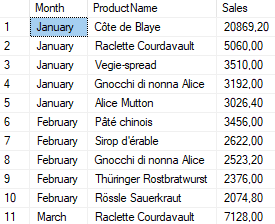 Month ProductName Sales
1 January Côte de Blaye 20869,20
2 January Raclette Courdavault 5060,00
3 January Vegie-spread 3510,00
4 January Gnocchi di nonna Alice 3192,00
5 January Alice Mutton 3026,40
6 February Pâté chinois 3456,00
7 February Sirop d'érable 2622,00
8 February Gnocchi di nonna Alice 2523,20
9 February Thüringer Rostbratwurst 2376,00
10 February Rössle Sauerkraut 2074,80
11 March Raclette Courdavault 7128,00